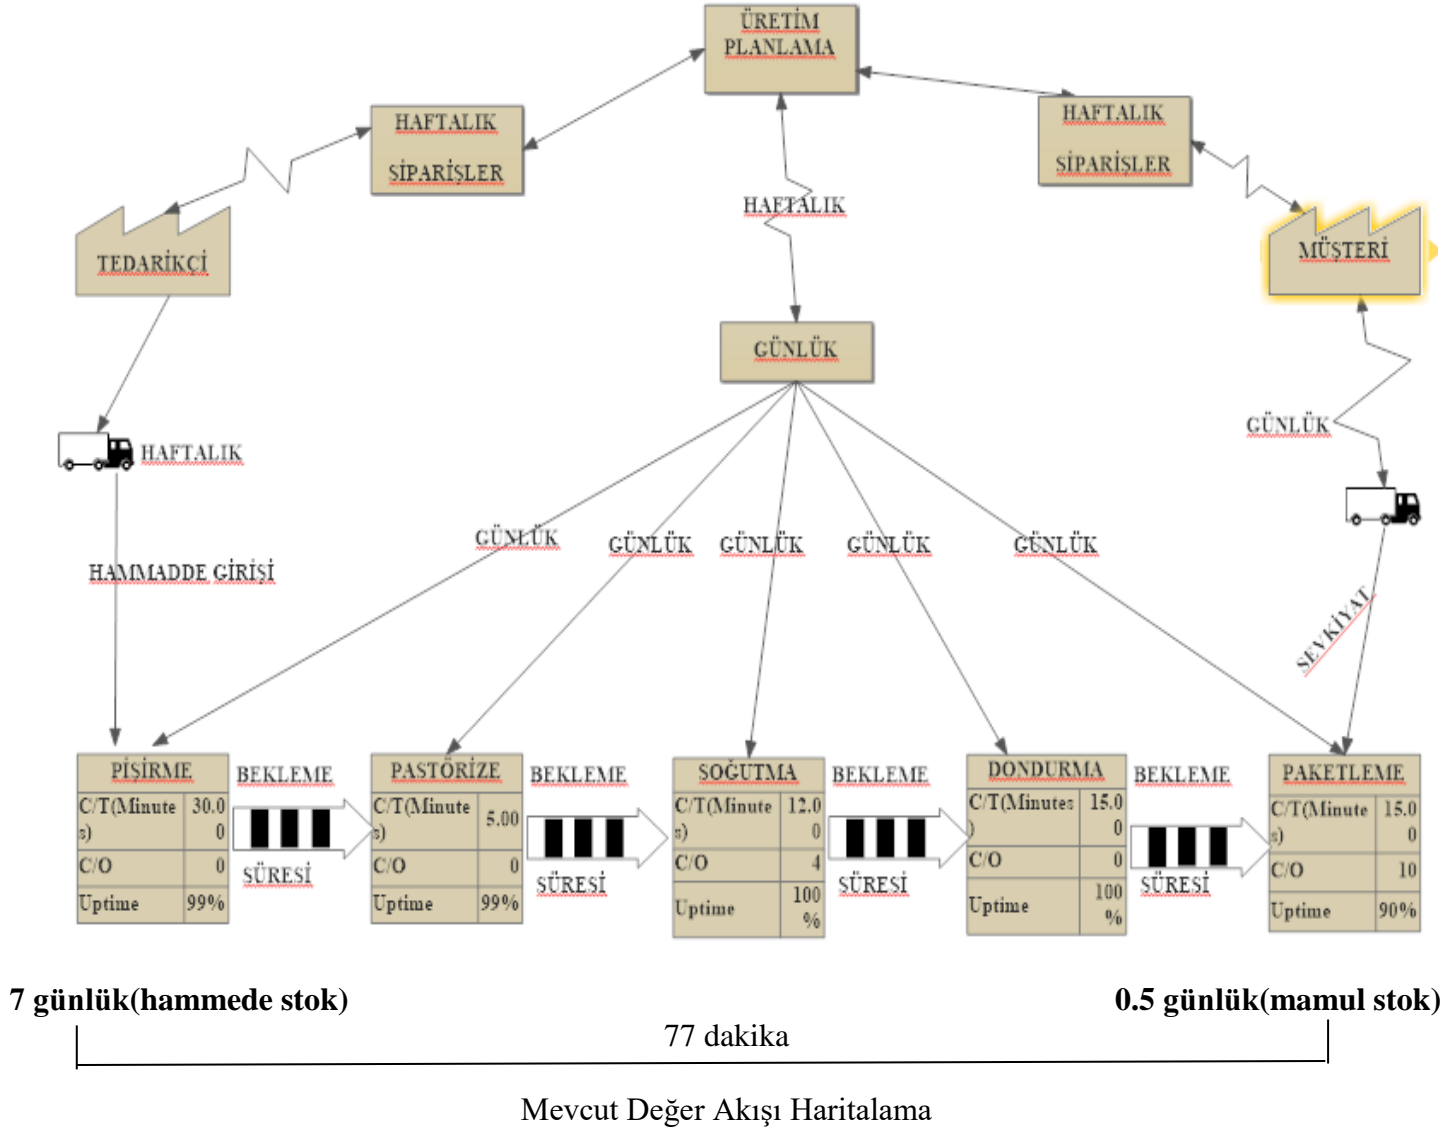 ÜRETİM
PLANLAMA
HAFTALIK
SİPARİŞLER
HAFTALIK
SİPARİŞLER
HAFTALIK
TEDARİKÇİ
MÜŞTERİ
GÜNLÜK
HAFTALIK
GÜNLÜK
GÜNLÜK
GÜNLÜK
GÜNLÜK
GÜNLÜK
GÜNLÜK
HAMMADDE GİRİŞİ
SEVKİYAT
PİŞİRME
C/T(Minute 30.0
s) 0
C/O 0
Uptime 99%
BEKLEME
SÜRESİ
PASTÖRİZE
C/T(Minute 5.00
s)
C/O 0
Uptime 99%
BEKLEME
SÜRESİ
SOĞUTMA
C/T(Minute 12.0
s) 0
C/O 4
Uptime 100
%
BEKLEME
SÜRESİ
DONDURMA
C/T(Minutes 15.0
) 0
C/O 0
Uptime 100
%
BEKLEME
SÜRESİ
PAKETLEME
C/T(Minute 15.0
s) 0
C/O 10
Uptime 90%
7 günlük(hammede stok)
0.5 günlük(mamul stok)
77 dakika
Mevcut Değer Akışı Haritalama